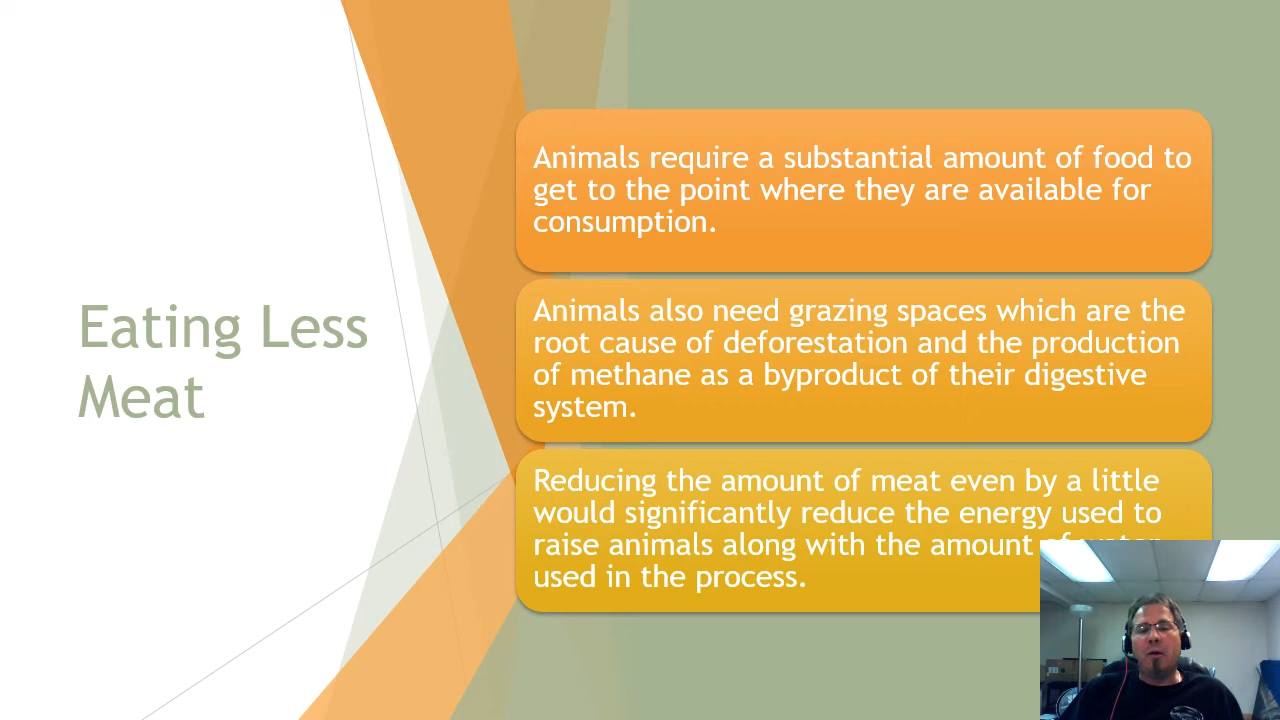 Eating Less
Meat
Animals require a substantial amount of food to
get to the point where they are available for
consumption.
Animals also need grazing spaces which are the
root cause of deforestation and the production
of methane as a byproduct of their digestive
system.
Reducing the amount of meat even by a little
would significantly reduce the energy used to
raise animals along with the amount of water
used in the process.